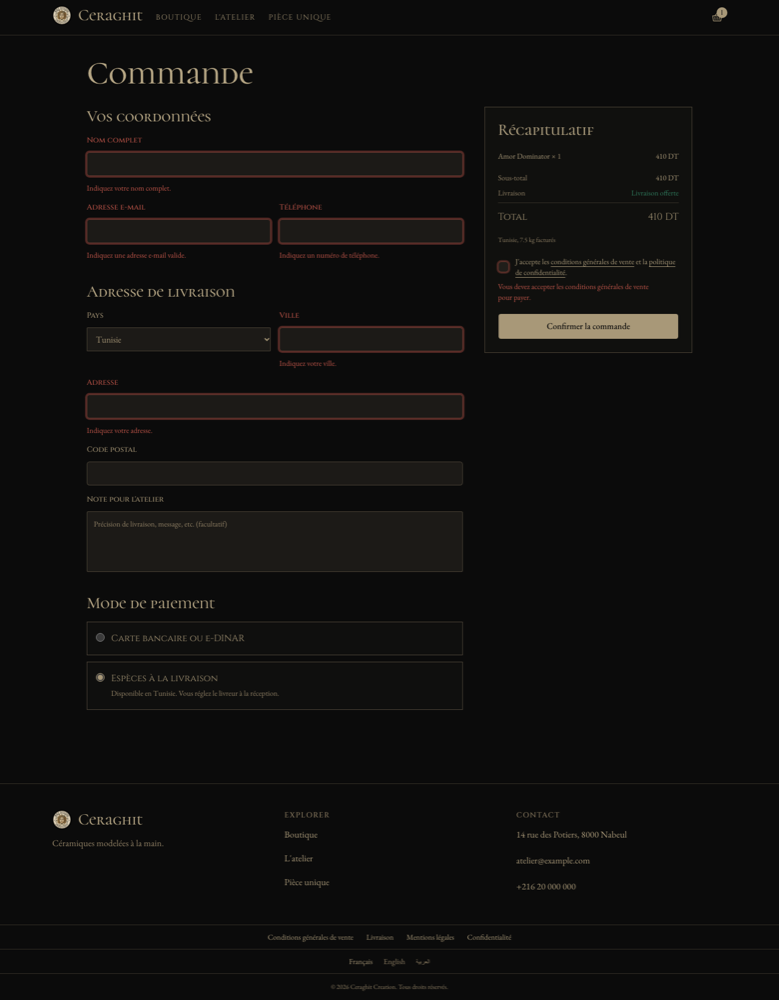 Ceraghit
BOUTIQUE
L'ATELIER
PIÈCE UNIQUE
1
Commande
Vos coordonnées
Nom complet
Indiquez votre nom complet.
Adresse e-mail
Téléphone
Indiquez une adresse e-mail valide.
Indiquez un numéro de téléphone.
Adresse de livraison
Pays
Ville
Tunisie
Indiquez votre ville.
Adresse
Indiquez votre adresse.
Code postal
Note pour l'atelier
Précision de livraison, message, etc. (facultatif)
Mode de paiement
Carte bancaire ou e-DINAR
Espèces à la livraison
Disponible en Tunisie. Vous réglez le livreur à la réception.
Récapitulatif
Amor Dominator × 1 410 DT
Sous-total 410 DT
Livraison Livraison offerte
Total 410 DT
Tunisie, 7.5 kg facturés
J'accepte les conditions générales de vente et la politique
de confidentialité.
Vous devez accepter les conditions générales de vente
pour payer.
Confirmer la commande
Ceraghit
Céramiques modelées à la main.
EXPLORER
Boutique
L'atelier
Pièce unique
CONTACT
14 rue des Potiers, 8000 Nabeul
atelier@example.com
+216 20 000 000
Conditions générales de vente Livraison Mentions légales Confidentialité
Français English العربية
© 2026 Ceraghit Creation. Tous droits réservés.